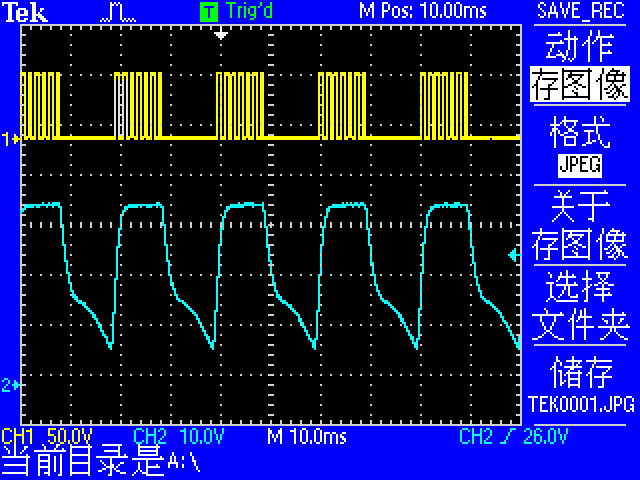 Tek T Trig'd M Pos: 10.00ms SAVE_REC
动作
存图像
格式
JPEG
关于
存图像
选择
文件夹
储存
TEK0001.JPG
1
2
CH1 50.0V CH2 10.0V M 10.0ms CH2 26.0V
当前目录是A:\